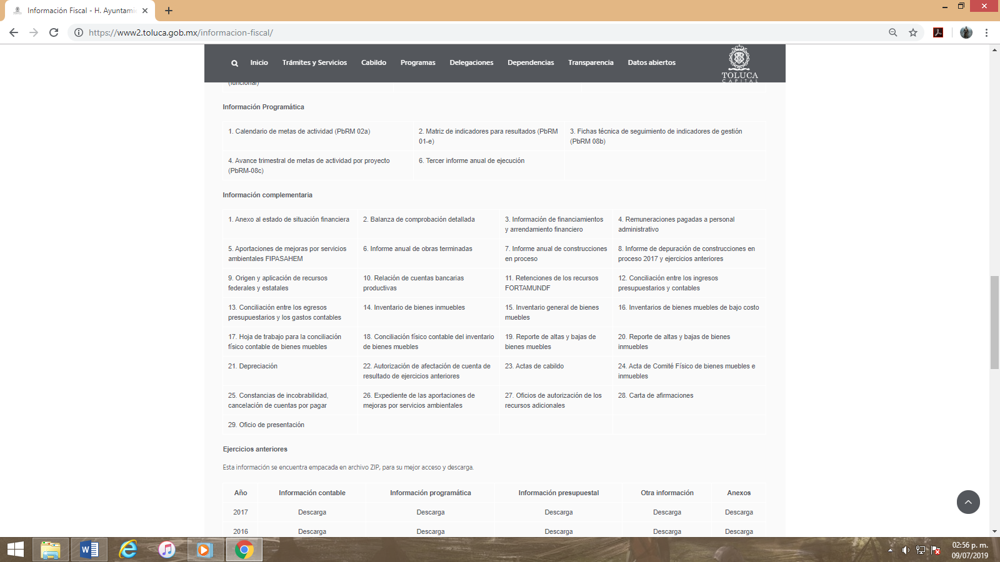 Información Fiscal - H. Ayuntami
https://www2.toluca.gob.mx/informacion-fiscal/
Inicio Trámites y Servicios Cabildo Programas Delegaciones Dependencias Transparencia Datos abiertos
TOLUCA
CAPITAL
(funcional)
Información Programática
1. Calendario de metas de actividad (PbRM 02a)
2. Matriz de indicadores para resultados (PbRM
01-e)
3. Fichas técnica de seguimiento de indicadores de gestión
(PbRM 08b)
4. Avance trimestral de metas de actividad por proyecto
(PbRM-08c)
6. Tercer informe anual de ejecución
Información complementaria
1. Anexo al estado de situación financiera
2. Balanza de comprobación detallada
3. Información de financiamientos
y arrendamiento financiero
4. Remuneraciones pagadas a personal
administrativo
5. Aportaciones de mejoras por servicios
ambientales FIPASAHEM
6. Informe anual de obras terminadas
7. Informe anual de construcciones
en proceso
8. Informe de depuración de construcciones en
proceso 2017 y ejercicios anteriores
9. Origen y aplicación de recursos
federales y estatales
10. Relación de cuentas bancarias
productivas
11. Retenciones de los recursos
FORTAMUNDF
12. Conciliación entre los ingresos
presupuestarios y contables
13. Conciliación entre los egresos
presupuestarios y los gastos contables
14. Inventario de bienes inmuebles
15. Inventario general de bienes
muebles
16. Inventarios de bienes muebles de bajo costo
17. Hoja de trabajo para la conciliación
físico contable de bienes muebles
18. Conciliación físico contable del inventario
de bienes muebles
19. Reporte de altas y bajas de
bienes muebles
20. Reporte de altas y bajas de bienes
inmuebles
21. Depreciación
22. Autorización de afectación de cuenta de
resultado de ejercicios anteriores
23. Actas de cabildo
24. Acta de Comité Físico de bienes muebles e
inmuebles
25. Constancias de incobrabilidad,
cancelación de cuentas por pagar
26. Expediente de las aportaciones de
mejoras por servicios ambientales
27. Oficios de autorización de los
recursos adicionales
28. Carta de afirmaciones
29. Oficio de presentación
Ejercicios anteriores
Esta información se encuentra empacada en archivo ZIP, para su mejor acceso y descarga.
Año Información contable Información programática Información presupuestal Otra información Anexos
2017 Descarga Descarga Descarga Descarga Descarga
2016 Descarga Descarga Descarga Descarga Descarga
02:56 p. m.
09/07/2019